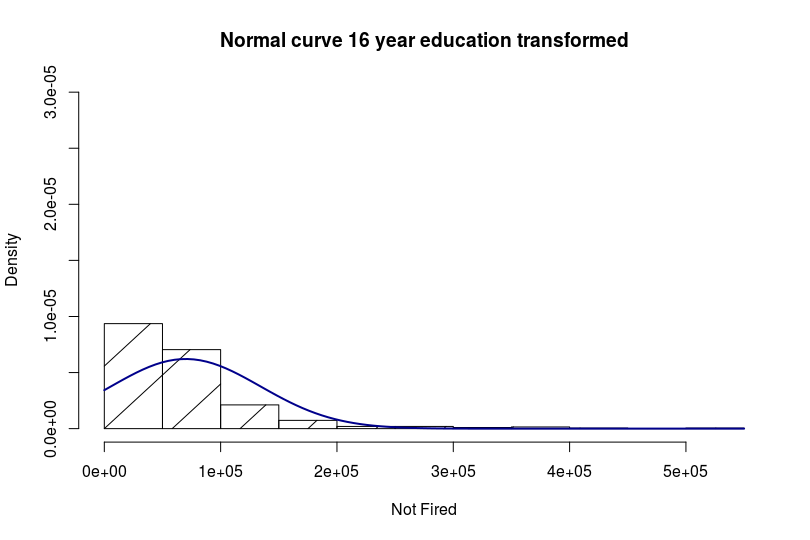 Normal curve 16 year education transformed
Density
3.0e-05
2.0e-05
1.0e-05
0.0e+00
0e+00 1e+05 2e+05 3e+05 4e+05 5e+05
Not Fired